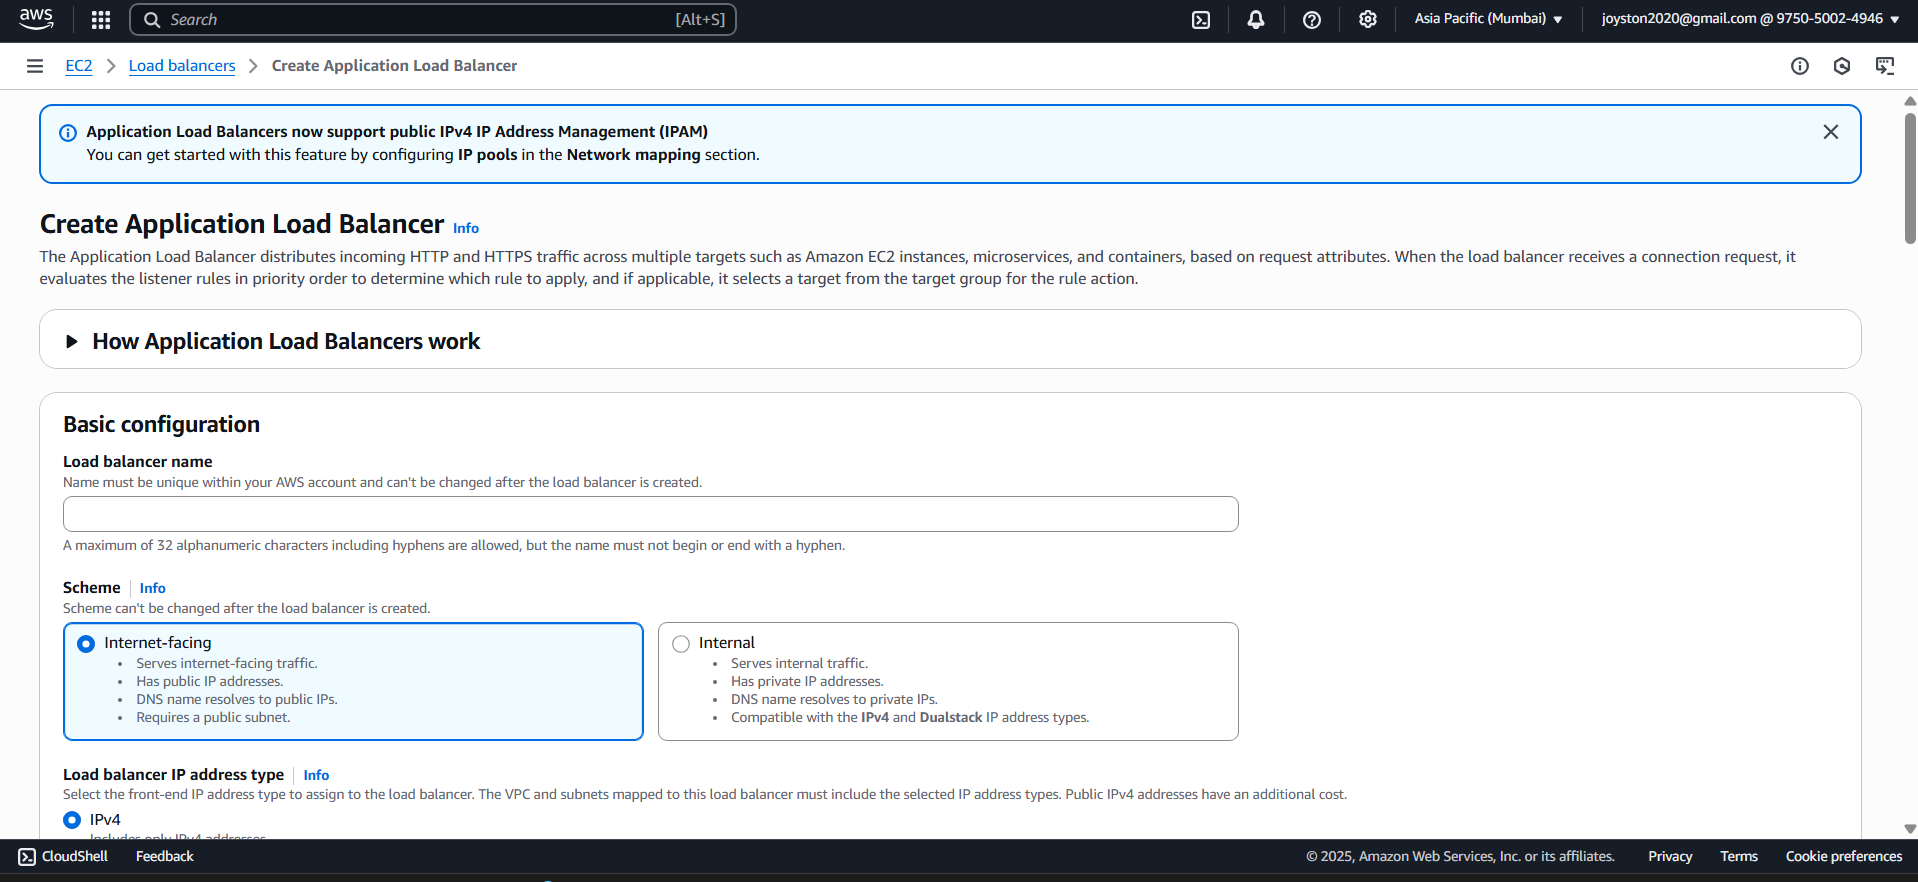 aws
Search [Alt+S]
Asia Pacific (Mumbai)
joyston2020@gmail.com @ 9750-5002-4946
EC2
Load balancers
Create Application Load Balancer
Application Load Balancers now support public IPv4 IP Address Management (IPAM)
You can get started with this feature by configuring IP pools in the Network mapping section.
Create Application Load Balancer Info
The Application Load Balancer distributes incoming HTTP and HTTPS traffic across multiple targets such as Amazon EC2 instances, microservices, and containers, based on request attributes. When the load balancer receives a connection request, it
evaluates the listener rules in priority order to determine which rule to apply, and if applicable, it selects a target from the target group for the rule action.
How Application Load Balancers work
Basic configuration
Load balancer name
Name must be unique within your AWS account and can't be changed after the load balancer is created.
A maximum of 32 alphanumeric characters including hyphens are allowed, but the name must not begin or end with a hyphen.
Scheme Info
Scheme can't be changed after the load balancer is created.
Internet-facing
• Serves internet-facing traffic.
• Has public IP addresses.
• DNS name resolves to public IPs.
• Requires a public subnet.
Internal
• Serves internal traffic.
• Has private IP addresses.
• DNS name resolves to private IPs.
• Compatible with the IPv4 and Dualstack IP address types.
Load balancer IP address type Info
Select the front-end IP address type to assign to the load balancer. The VPC and subnets mapped to this load balancer must include the selected IP address types. Public IPv4 addresses have an additional cost.
IPv4
Includes only IPv4 addresses.
CloudShell
Feedback
© 2025, Amazon Web Services, Inc. or its affiliates.
Privacy
Terms
Cookie preferences